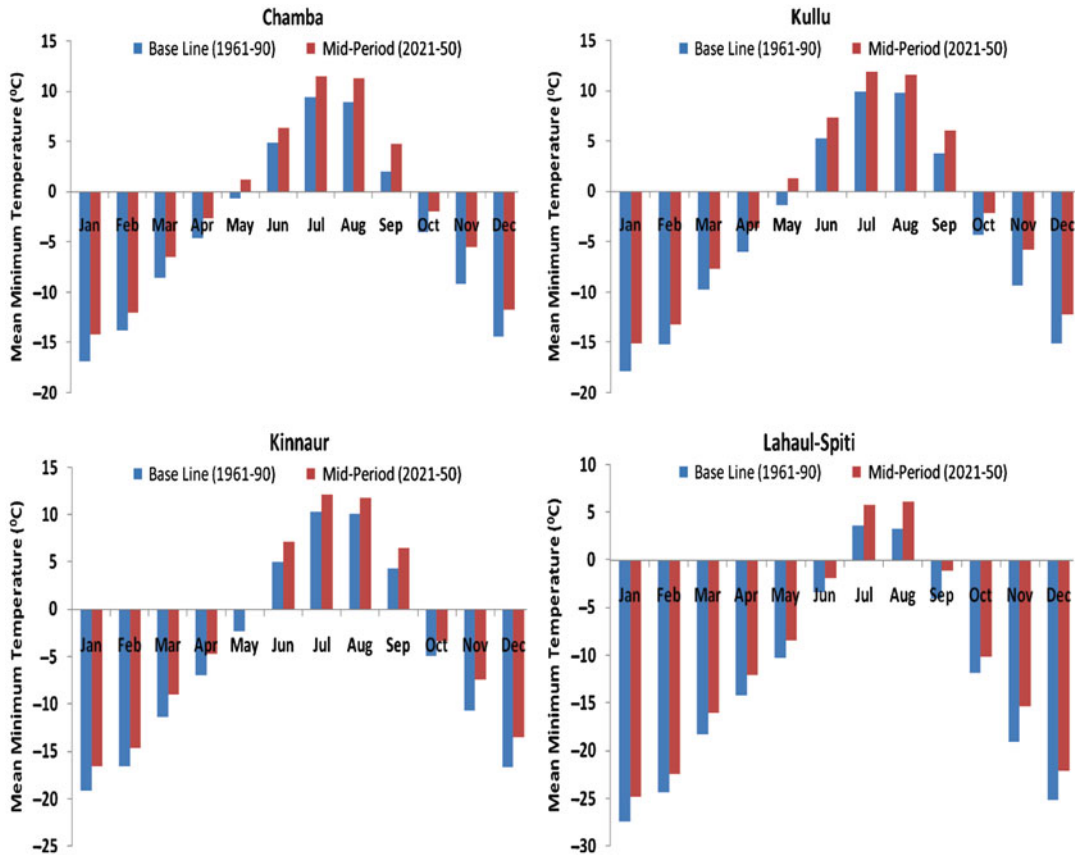 Chamba
Base Line (1961-90) Mid-Period (2021-50)
Mean Minimum Temperature (⁰C)
15
10
5
0
–5
–10
–15
–20
Jan Feb Mar Apr May Jun Jul Aug Sep Oct Nov Dec
Kullu
Base Line (1961-90) Mid-Period (2021-50)
Mean Minimum Temperature (⁰C)
15
10
5
0
–5
–10
–15
–20
Jan Feb Mar Apr May Jun Jul Aug Sep Oct Nov Dec
Kinnaur
Base Line (1961-90) Mid-Period (2021-50)
Mean Minimum Temperature (⁰C)
15
10
5
0
–5
–10
–15
–20
–25
Jan Feb Mar Apr May Jun Jul Aug Sep Oct Nov Dec
Lahaul-Spiti
Base Line (1961-90) Mid-Period (2021-50)
Mean Minimum Temperature (⁰C)
10
5
0
–5
–10
–15
–20
–25
–30
Jan Feb Mar Apr May Jun Jul Aug Sep Oct Nov Dec